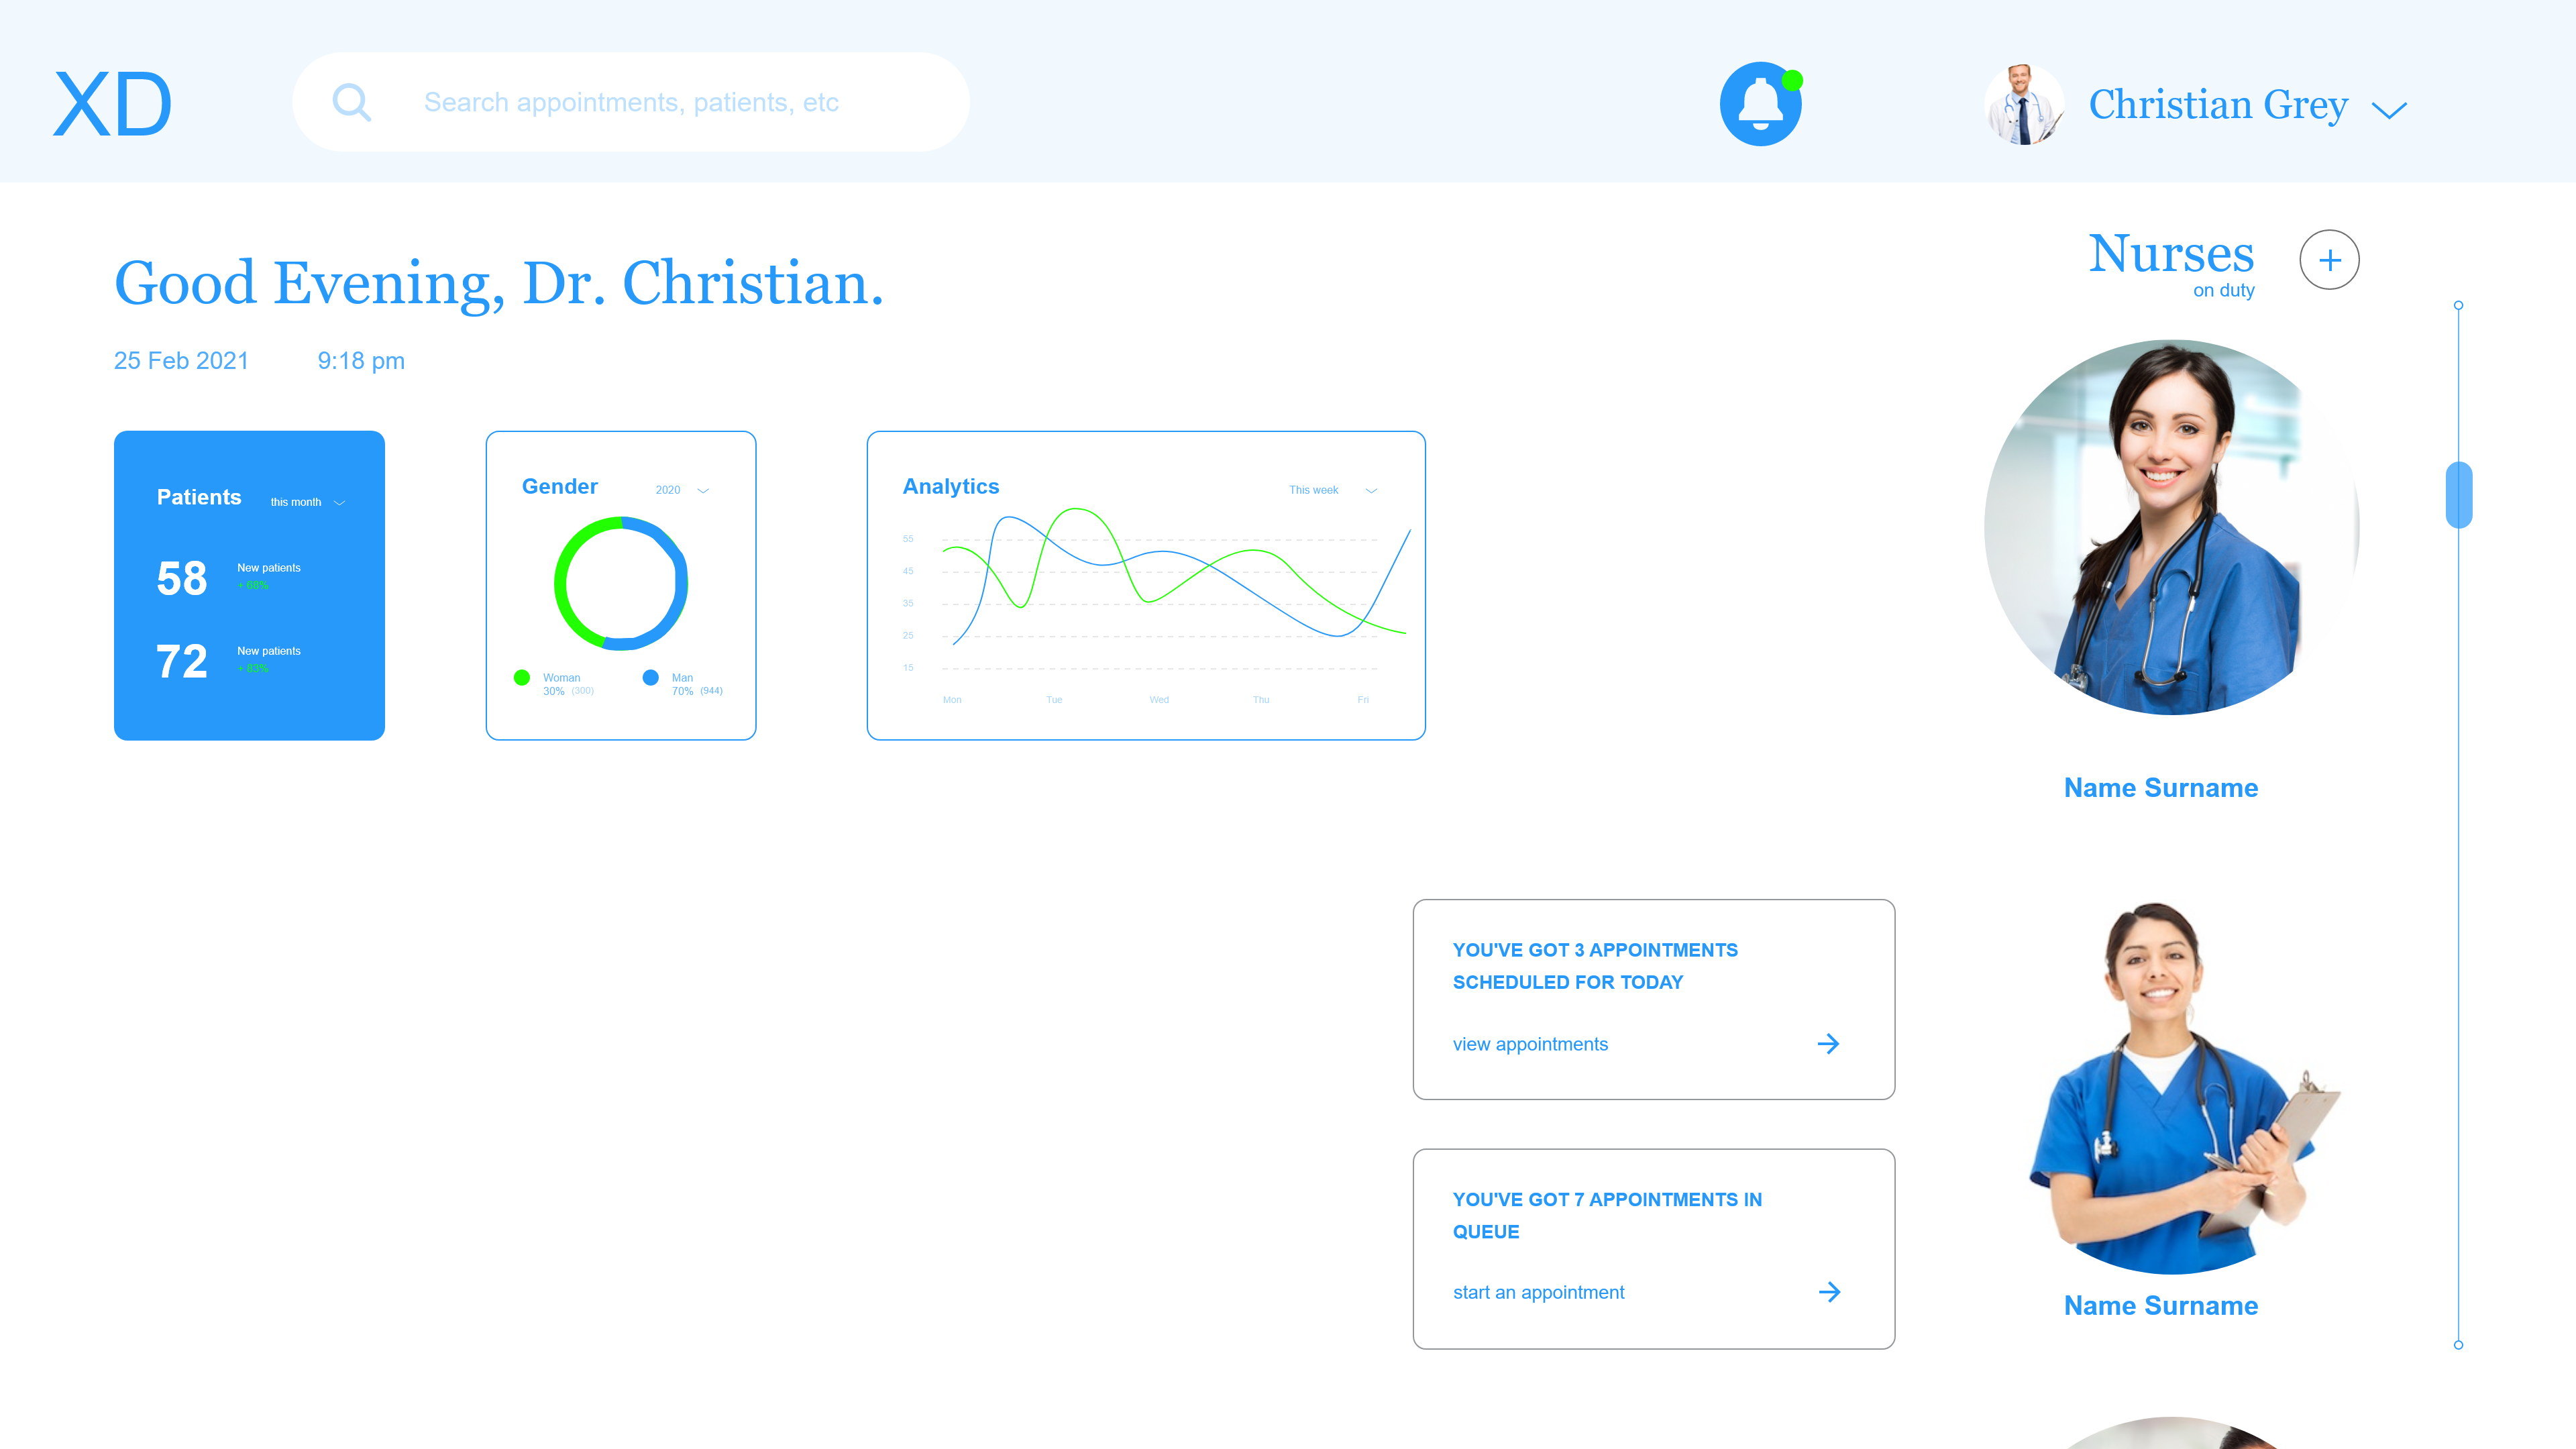 XD
Search appointments, patients, etc
Christian Grey
Good Evening, Dr. Christian.
25 Feb 2021 9:18 pm
Nurses
on duty
Patients this month
58 New patients
+ 68%
72 New patients
+ 83%
Gender 2020
Woman
30% (300)
Man
70% (944)
Analytics This week
55
45
35
25
15
Mon Tue Wed Thu Fri
Name Surname
YOU'VE GOT 3 APPOINTMENTS
SCHEDULED FOR TODAY
view appointments
YOU'VE GOT 7 APPOINTMENTS IN
QUEUE
start an appointment
Name Surname